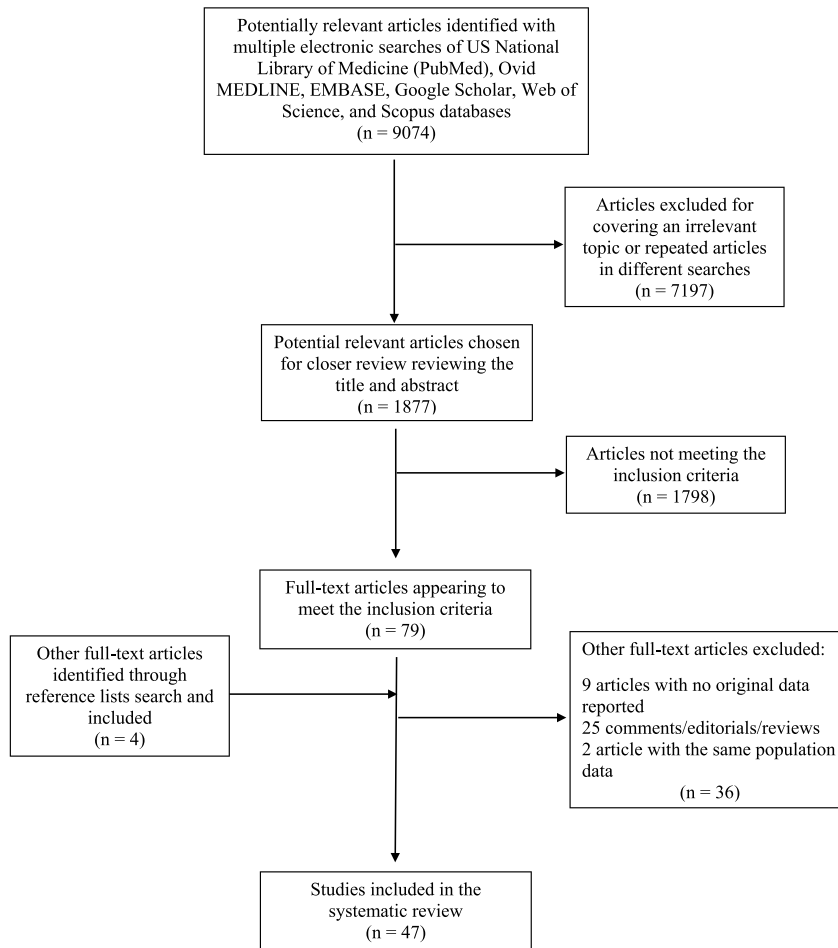 Potentially relevant articles identified with
multiple electronic searches of US National
Library of Medicine (PubMed), Ovid
MEDLINE, EMBASE, Google Scholar, Web of
Science, and Scopus databases
(n = 9074)
Articles excluded for
covering an irrelevant
topic or repeated articles
in different searches
(n = 7197)
Potential relevant articles chosen
for closer review reviewing the
title and abstract
(n = 1877)
Articles not meeting the
inclusion criteria
(n = 1798)
Full-text articles appearing to
meet the inclusion criteria
(n = 79)
Other full-text articles
identified through
reference lists search and
included
(n = 4)
Other full-text articles excluded:
9 articles with no original data
reported
25 comments/editorials/reviews
2 article with the same population
data
(n = 36)
Studies included in the
systematic review
(n = 47)